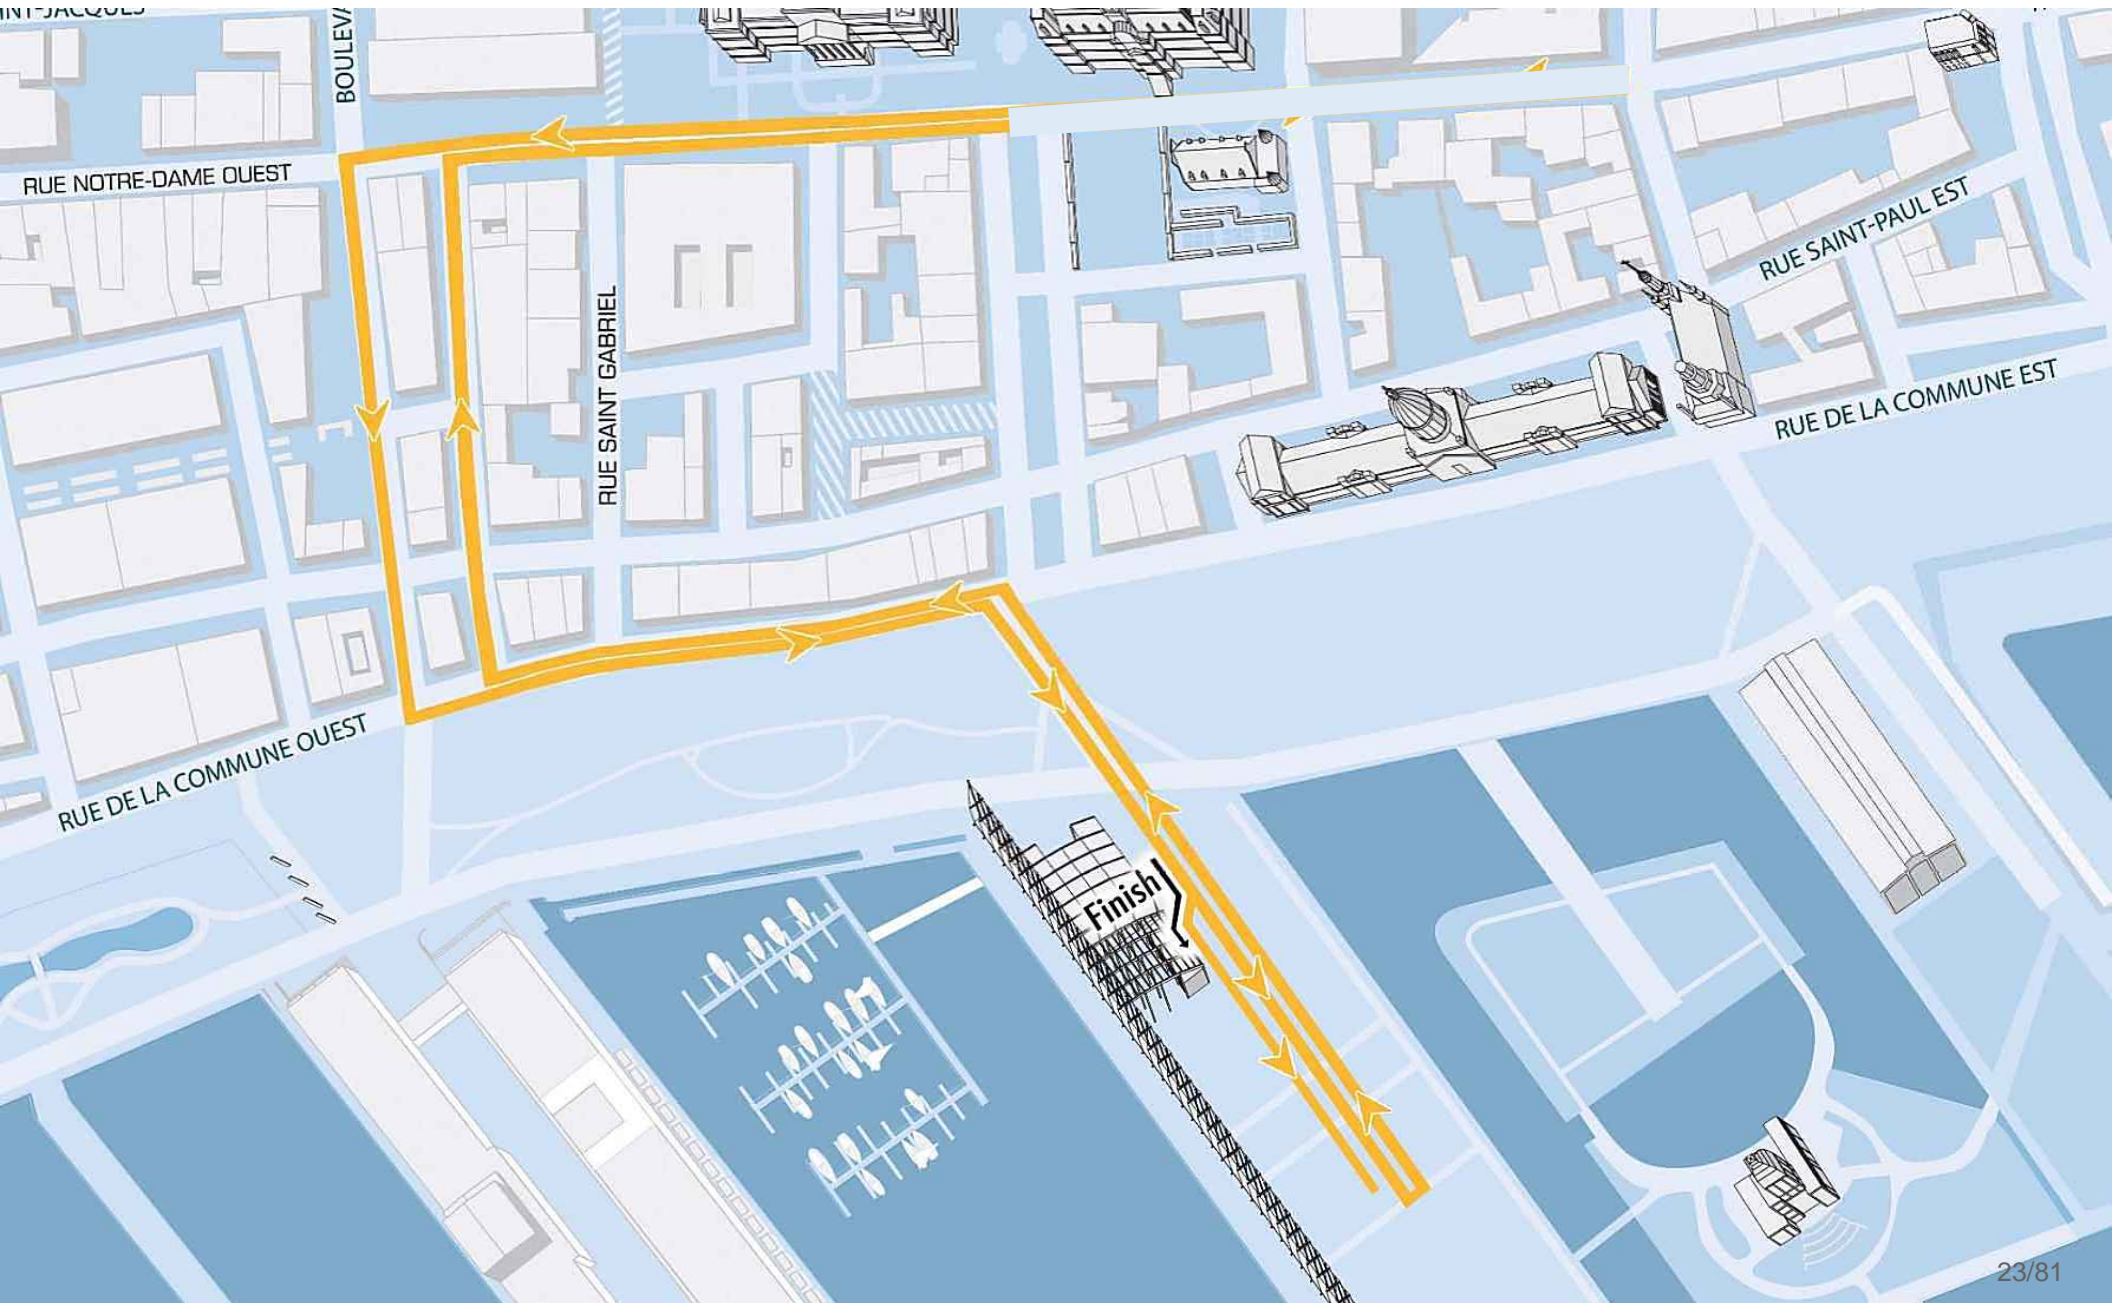 BOULEVA
RUE NOTRE-DAME OUEST
RUE SAINT-PAUL EST
RUE SAINT GABRIEL
RUE DE LA COMMUNE EST
RUE DE LA COMMUNE OUEST
Finish
23/81